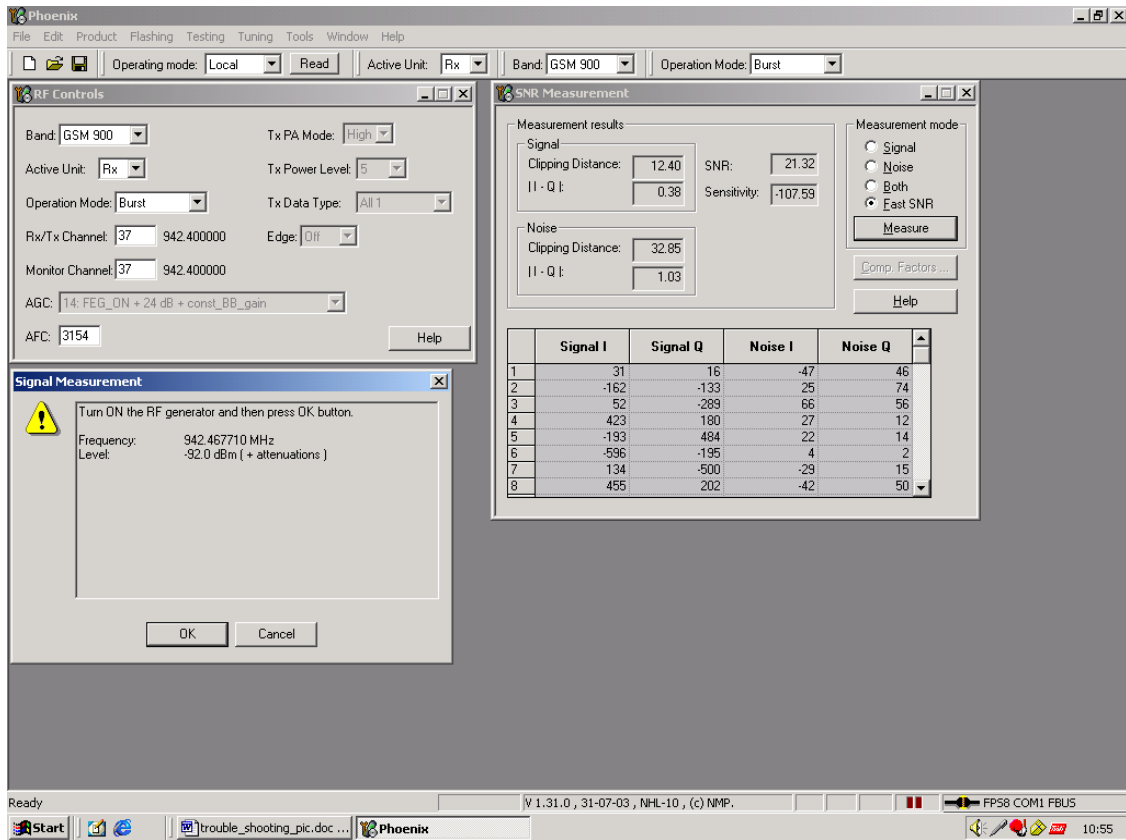 Phoenix
File Edit Product Flashing Testing Tuning Tools Window Help
Operating mode: Local Read Active Unit: Rx Band: GSM 900 Operation Mode: Burst
RF Controls
Band: GSM 900 Tx PA Mode: High
Active Unit: Rx Tx Power Level: 5
Operation Mode: Burst Tx Data Type: All 1
Rx/Tx Channel: 37 942.400000 Edge: Off
Monitor Channel: 37 942.400000
AGC: 14: FEG_ON + 24 dB + const_BB_gain
AFC: 3154 Help
SNR Measurement
Measurement results
Signal
Clipping Distance: 12.40 SNR: 21.32
| I - Q |: 0.38 Sensitivity: -107.59
Noise
Clipping Distance: 32.85
| I - Q |: 1.03
Measurement mode
Signal
Noise
Both
Fast SNR
Measure
Comp. Factors ...
Help
Signal I Signal Q Noise I Noise Q
1 31 16 -47 46
2 -162 -133 25 74
3 52 -289 66 56
4 423 180 27 12
5 -193 484 22 14
6 -596 -195 4 2
7 134 -500 -29 15
8 455 202 -42 50
Signal Measurement
Turn ON the RF generator and then press OK button.
Frequency: 942.467710 MHz
Level: -92.0 dBm ( + attenuations )
OK Cancel
Ready V 1.31.0 , 31-07-03 , NHL-10 , (c) NMP. FPS8 COM1 FBUS
Start trouble_shooting_pic.doc ... Phoenix 10:55